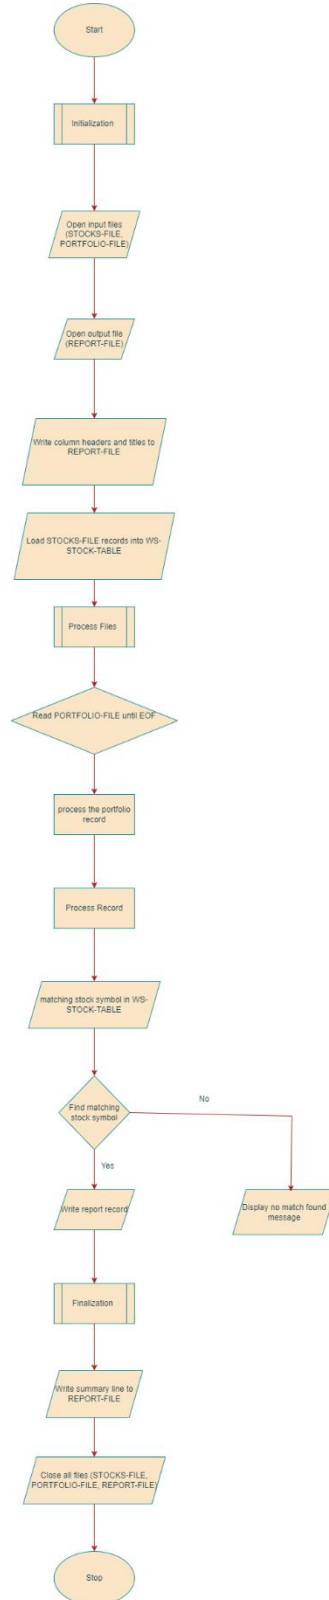 Start
Initialization
Open input files
(STOCKS-FILE,
PORTFOLIO-FILE)
Open output file
(REPORT-FILE)
Write column headers and titles to
REPORT-FILE
Load STOCKS-FILE records into WS-
STOCK-TABLE
Process Files
Read PORTFOLIO-FILE until EOF
process the portfolio
record
Process Record
matching stock symbol in WS-
STOCK-TABLE
Find matching
stock symbol
No
Yes
Write report record
Display no match found
message
Finalization
Write summary line to
REPORT-FILE
Close all files (STOCKS-FILE,
PORTFOLIO-FILE, REPORT-FILE)
Stop